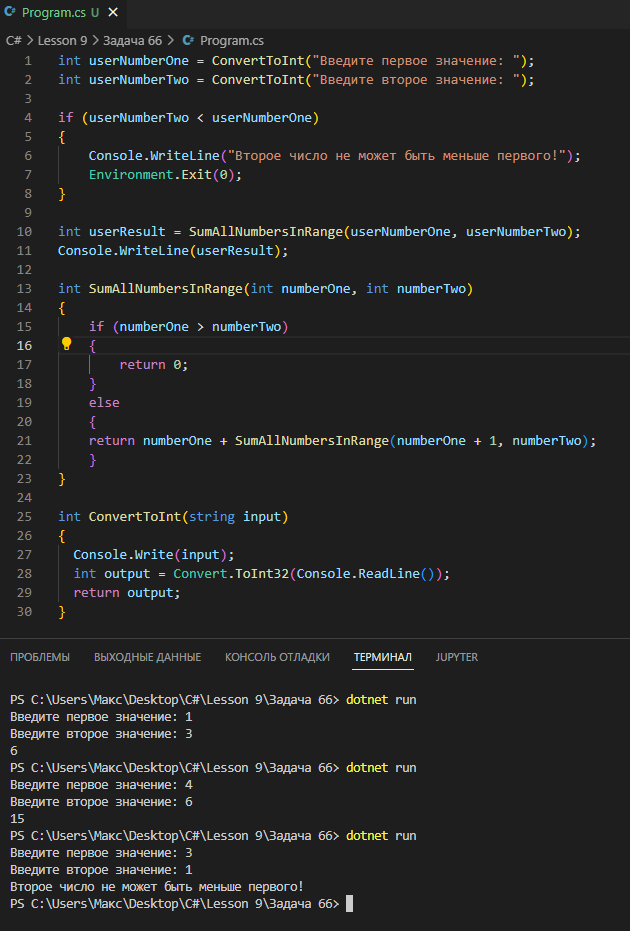 Program.cs U
C# > Lesson 9 > Задача 66 > Program.cs
1 int userNumberOne = ConvertToInt("Введите первое значение: ");
2 int userNumberTwo = ConvertToInt("Введите второе значение: ");
3
4 if (userNumberTwo < userNumberOne)
5 {
6     Console.WriteLine("Второе число не может быть меньше первого!");
7     Environment.Exit(0);
8 }
9
10 int userResult = SumAllNumbersInRange(userNumberOne, userNumberTwo);
11 Console.WriteLine(userResult);
12
13 int SumAllNumbersInRange(int numberOne, int numberTwo)
14 {
15     if (numberOne > numberTwo)
16     {
17         return 0;
18     }
19     else
20     {
21     return numberOne + SumAllNumbersInRange(numberOne + 1, numberTwo);
22     }
23 }
24
25 int ConvertToInt(string input)
26 {
27   Console.Write(input);
28   int output = Convert.ToInt32(Console.ReadLine());
29   return output;
30 }
ПРОБЛЕМЫ ВЫХОДНЫЕ ДАННЫЕ КОНСОЛЬ ОТЛАДКИ ТЕРМИНАЛ JUPYTER
PS C:\Users\Макс\Desktop\C#\Lesson 9\Задача 66> dotnet run
Введите первое значение: 1
Введите второе значение: 3
6
PS C:\Users\Макс\Desktop\C#\Lesson 9\Задача 66> dotnet run
Введите первое значение: 4
Введите второе значение: 6
15
PS C:\Users\Макс\Desktop\C#\Lesson 9\Задача 66> dotnet run
Введите первое значение: 3
Введите второе значение: 1
Второе число не может быть меньше первого!
PS C:\Users\Макс\Desktop\C#\Lesson 9\Задача 66>